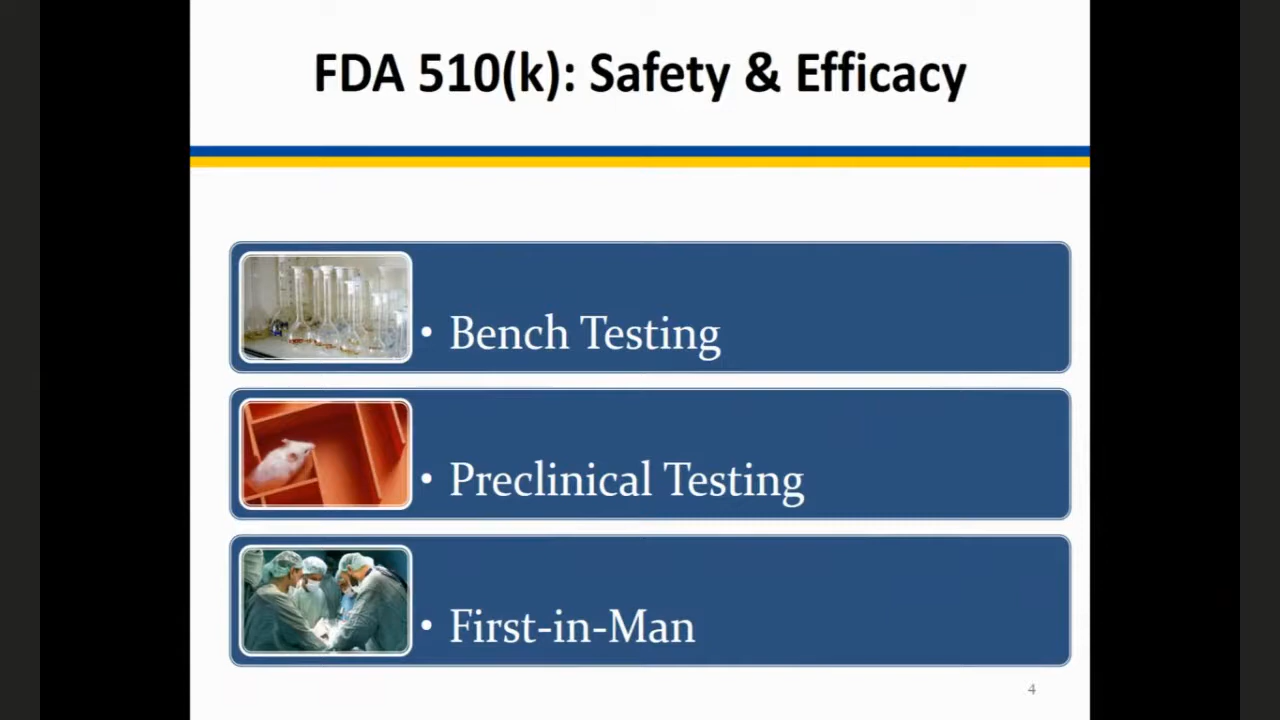 FDA 510(k): Safety & Efficacy
• Bench Testing
• Preclinical Testing
• First-in-Man
4